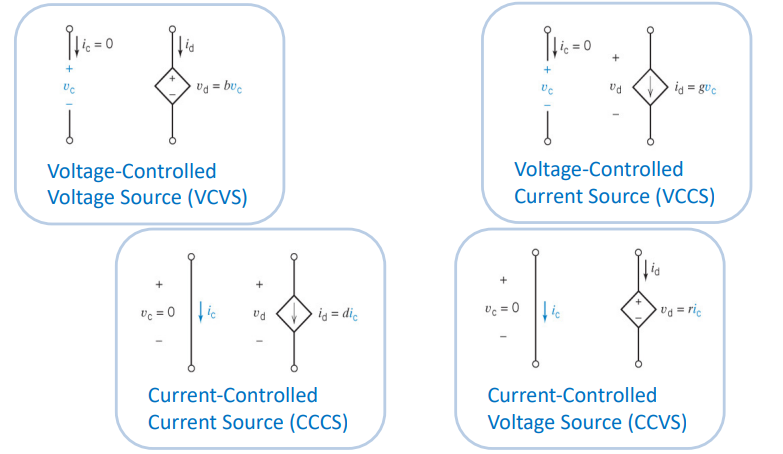 i_c = 0
+
v_c
−
i_d
+
−
v_d = bv_c
Voltage-Controlled
Voltage Source (VCVS)
i_c = 0
+
v_c
−
+
v_d
−
i_d = gv_c
Voltage-Controlled
Current Source (VCCS)
+
v_c = 0
−
i_c
+
v_d
−
i_d = di_c
Current-Controlled
Current Source (CCCS)
+
v_c = 0
−
i_c
i_d
+
−
v_d = ri_c
Current-Controlled
Voltage Source (CCVS)